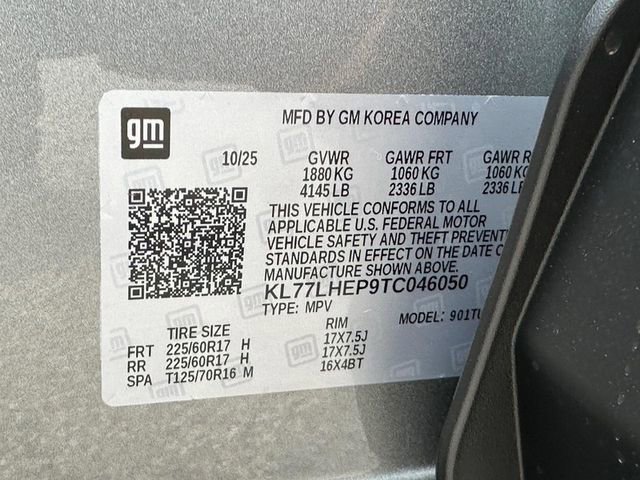 gm
MFD BY GM KOREA COMPANY
10/25 GVWR GAWR FRT GAWR R
1880 KG 1060 KG 1060 K
4145 LB 2336 LB 2336 LB
THIS VEHICLE CONFORMS TO ALL
APPLICABLE U.S. FEDERAL MOTOR
VEHICLE SAFETY AND THEFT PREVENT
STANDARDS IN EFFECT ON THE DATE O
MANUFACTURE SHOWN ABOVE.
KL77LHEP9TC046050
TYPE: MPV MODEL: 901TU
TIRE SIZE RIM
FRT 225/60R17 H 17X7.5J
RR 225/60R17 H 17X7.5J
SPA T125/70R16 M 16X4BT